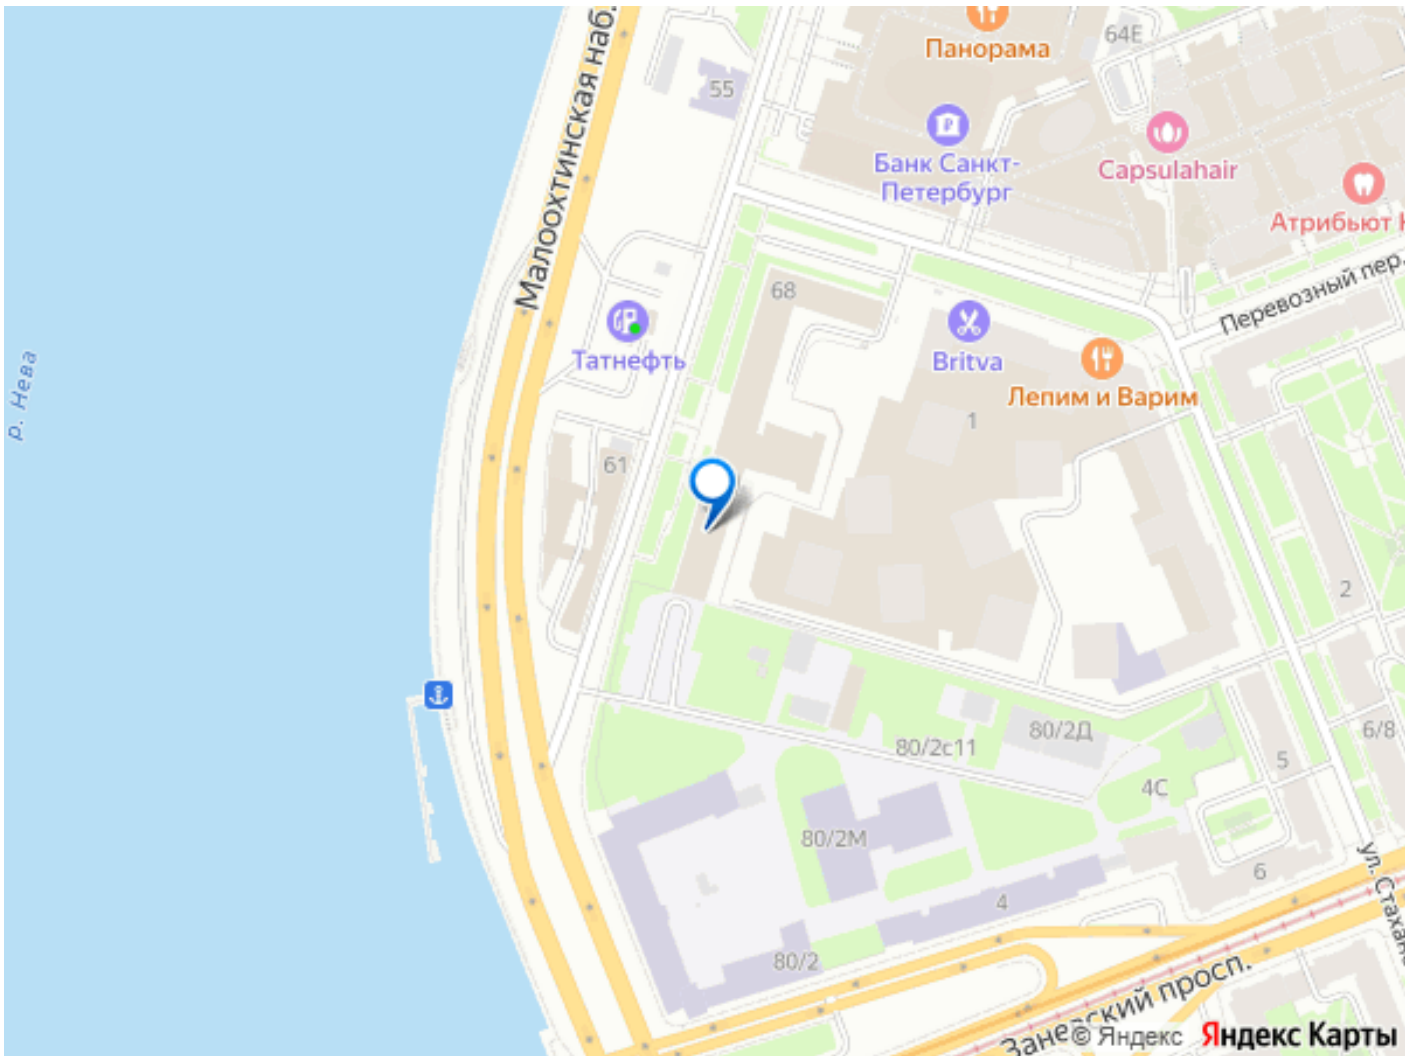 64Е
Панорама
55
Малоохтинская наб.
Банк Санкт-
Петербург
Capsulahair
Атрибьют
Перевозный пер.
68
Татнефть
Britva
Лепим и Варим
р. Нева
1
61
2
80/2с11
80/2Д
6/8
5
4С
80/2М
6
ул.
4
80/2
Заневский просп.
© Яндекс
Яндекс Карты